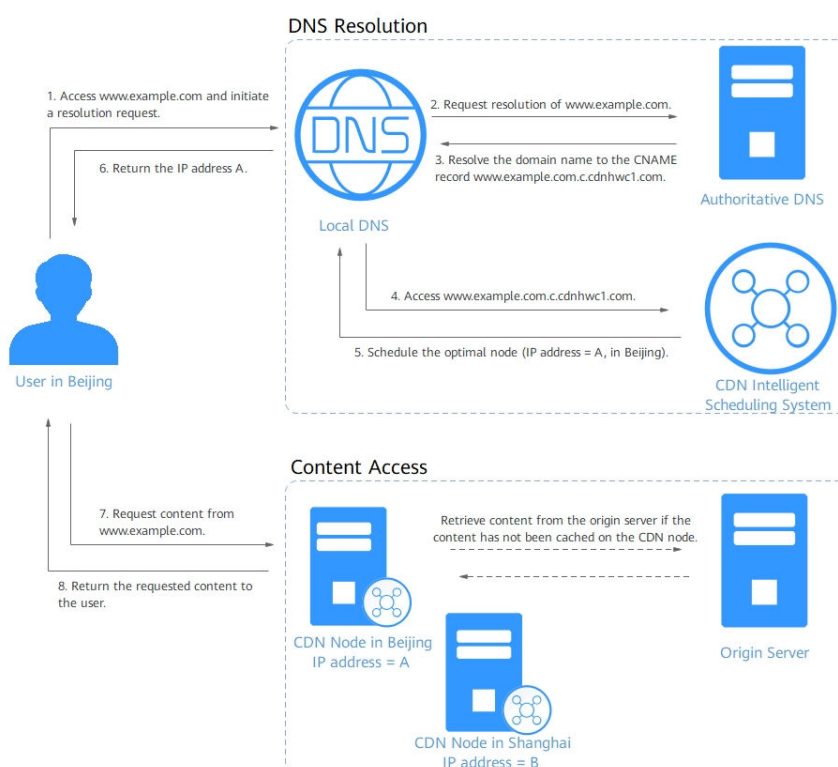 DNS Resolution
1. Access www.example.com and initiate
a resolution request.
6. Return the IP address A.
DNS
Local DNS
2. Request resolution of www.example.com.
3. Resolve the domain name to the CNAME
record www.example.com.c.cdnhwc1.com.
Authoritative DNS
4. Access www.example.com.c.cdnhwc1.com.
5. Schedule the optimal node (IP address = A, in Beijing).
User in Beijing
CDN Intelligent
Scheduling System
Content Access
7. Request content from
www.example.com.
8. Return the requested content to
the user.
Retrieve content from the origin server if the
content has not been cached on the CDN node.
CDN Node in Beijing
IP address = A
Origin Server
CDN Node in Shanghai
IP address = B